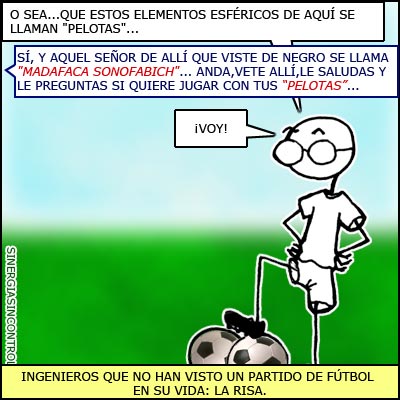 O SEA...QUE ESTOS ELEMENTOS ESFÉRICOS DE AQUÍ SE
LLAMAN "PELOTAS"...
SÍ, Y AQUEL SEÑOR DE ALLÍ QUE VISTE DE NEGRO SE LLAMA
"MADAFACA SONOFABICH"... ANDA,VETE ALLÍ,LE SALUDAS Y
LE PREGUNTAS SI QUIERE JUGAR CON TUS "PELOTAS"...
¡VOY!
SINERGIASINCONTROL
INGENIEROS QUE NO HAN VISTO UN PARTIDO DE FÚTBOL
EN SU VIDA: LA RISA.